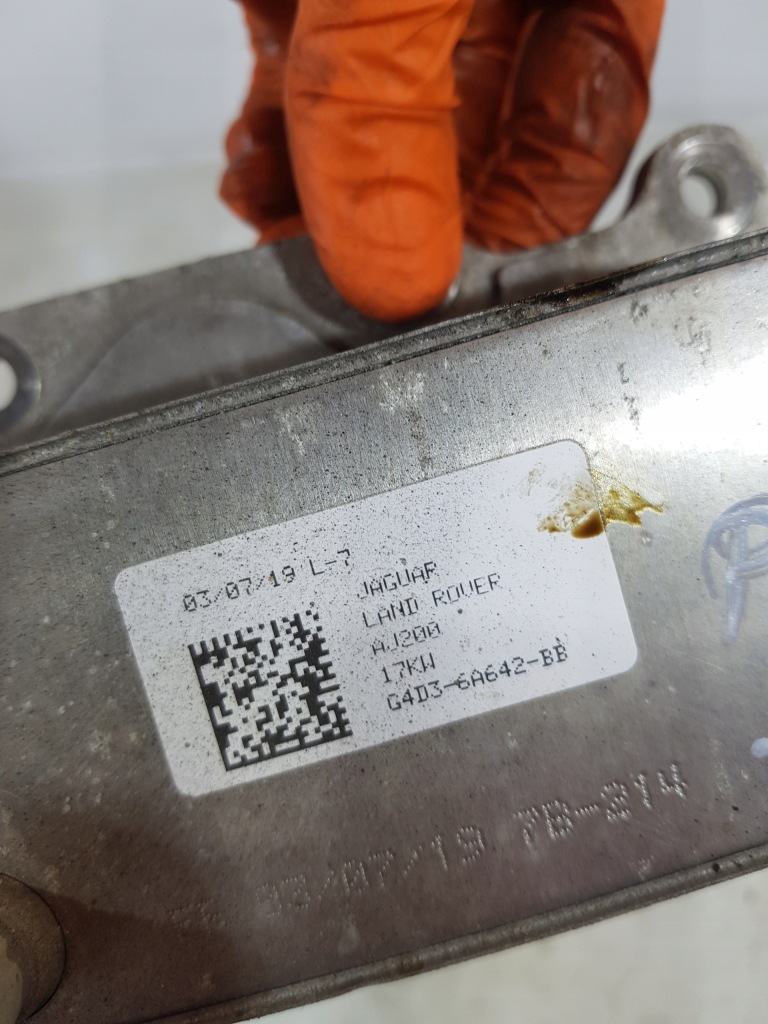 03/07/19 L-7
JAGUAR
LAND ROVER
AJ200
17KW
G4D3-6A642-BB
03/07/19 7B-214
P